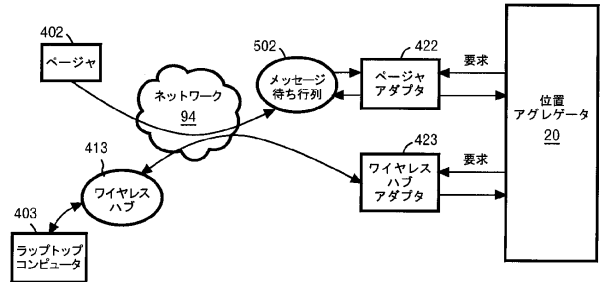 402
ページャ
ネットワーク
94
502
メッセージ
待ち行列
422
ページャ
アダプタ
要求
位置
アグレゲータ
20
413
ワイヤレス
ハブ
423
ワイヤレス
ハブ
アダプタ
要求
403
ラップトップ
コンピュータ